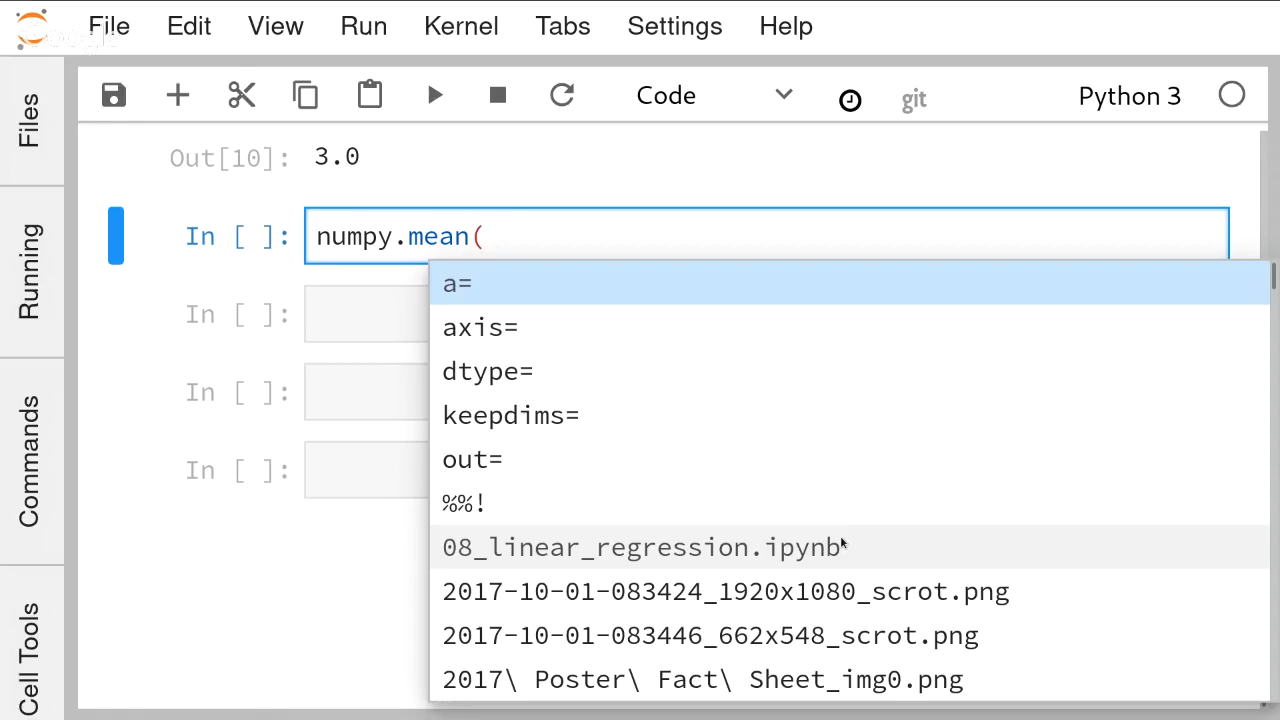 File Edit View Run Kernel Tabs Settings Help
Code git Python 3
Files
Running
Commands
Cell Tools
Out[10]: 3.0
In [ ]: numpy.mean(
In [ ]:
In [ ]:
In [ ]:
a=
axis=
dtype=
keepdims=
out=
%%!
08_linear_regression.ipynb
2017-10-01-083424_1920x1080_scrot.png
2017-10-01-083446_662x548_scrot.png
2017\ Poster\ Fact\ Sheet_img0.png